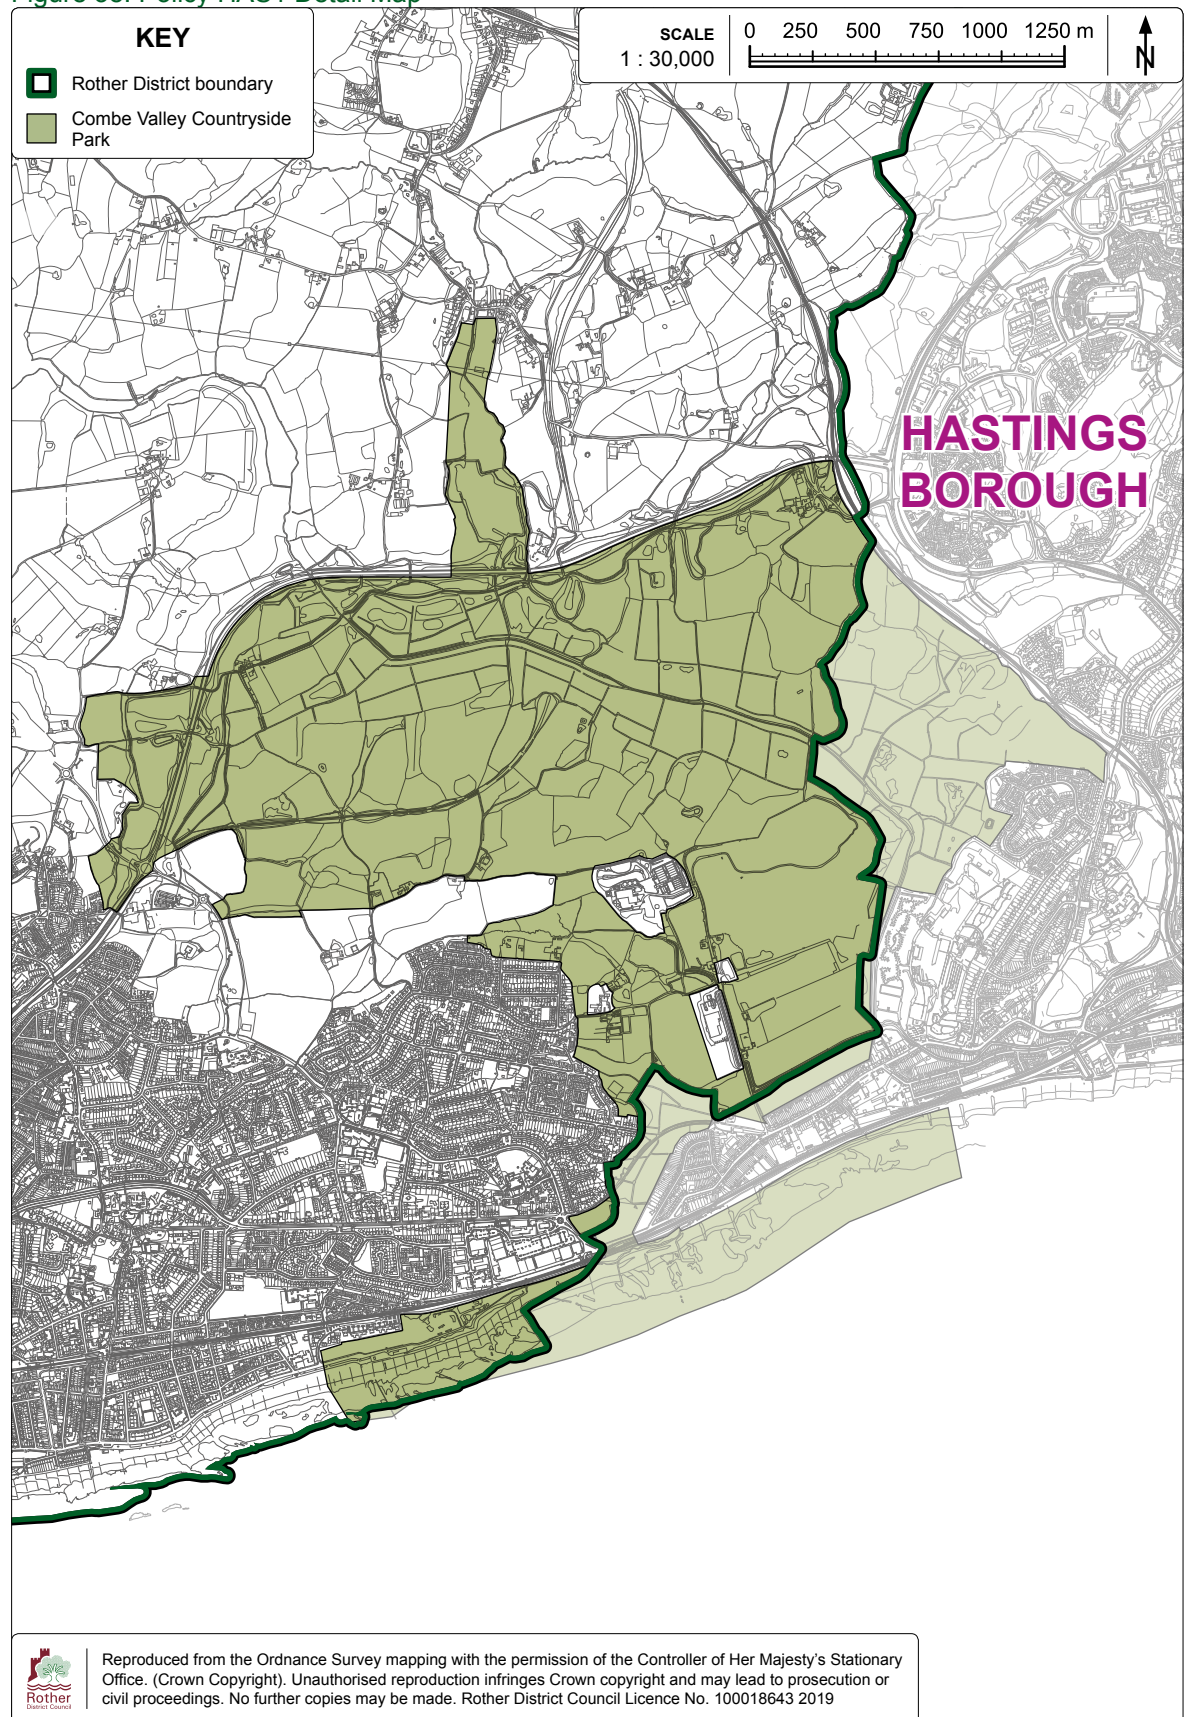 KEY
Rother District boundary
Combe Valley Countryside
Park
SCALE
1 : 30,000
0 250 500 750 1000 1250 m
N
HASTINGS
BOROUGH
Rother
District Council
Reproduced from the Ordnance Survey mapping with the permission of the Controller of Her Majesty's Stationary
Office. (Crown Copyright). Unauthorised reproduction infringes Crown copyright and may lead to prosecution or
civil proceedings. No further copies may be made. Rother District Council Licence No. 100018643 2019